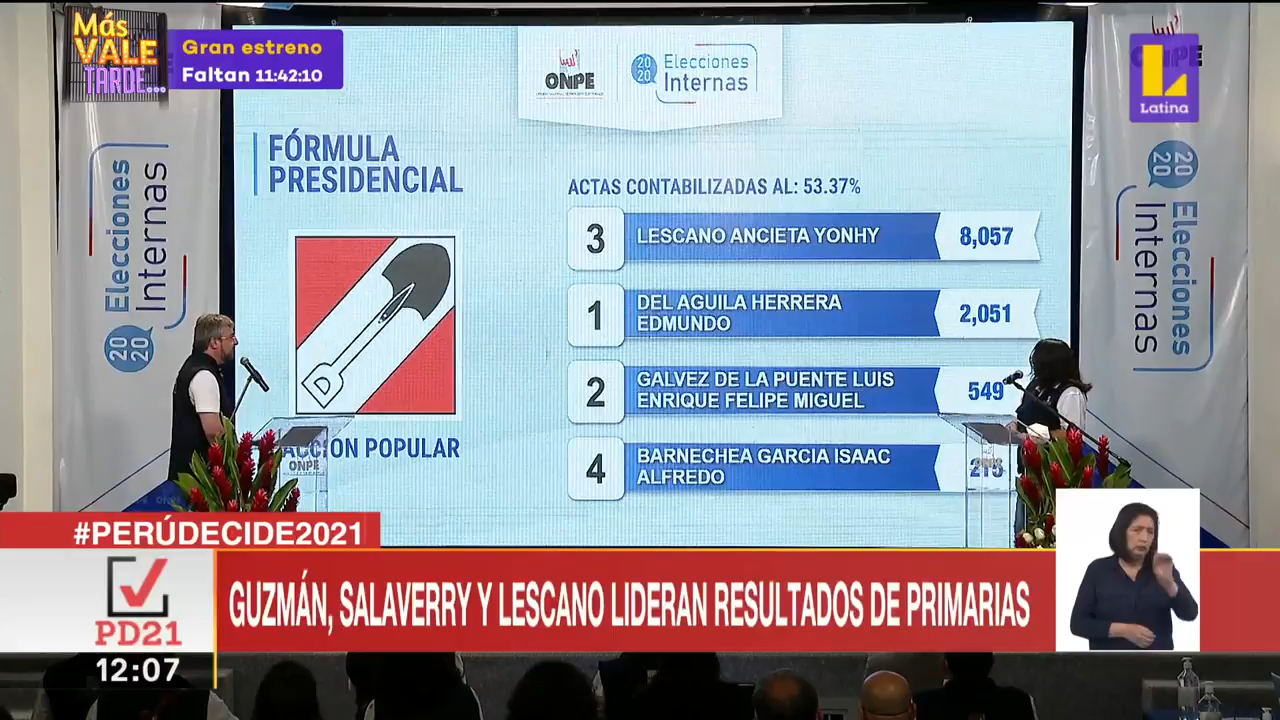 Más
VALE
TARDE...
Gran estreno
Faltan 11:42:10
ONPE
2020 Elecciones
Internas
ONPE
Latina
2020 Elecciones
Internas
2020 Elecciones
Internas
FÓRMULA
PRESIDENCIAL
ACTAS CONTABILIZADAS AL: 53.37%
3 LESCANO ANCIETA YONHY 8,057
1 DEL AGUILA HERRERA
EDMUNDO 2,051
2 GALVEZ DE LA PUENTE LUIS
ENRIQUE FELIPE MIGUEL 549
4 BARNECHEA GARCIA ISAAC
ALFREDO
ACCION POPULAR
ONPE
#PERÚDECIDE2021
PD21
12:07
GUZMÁN, SALAVERRY Y LESCANO LIDERAN RESULTADOS DE PRIMARIAS